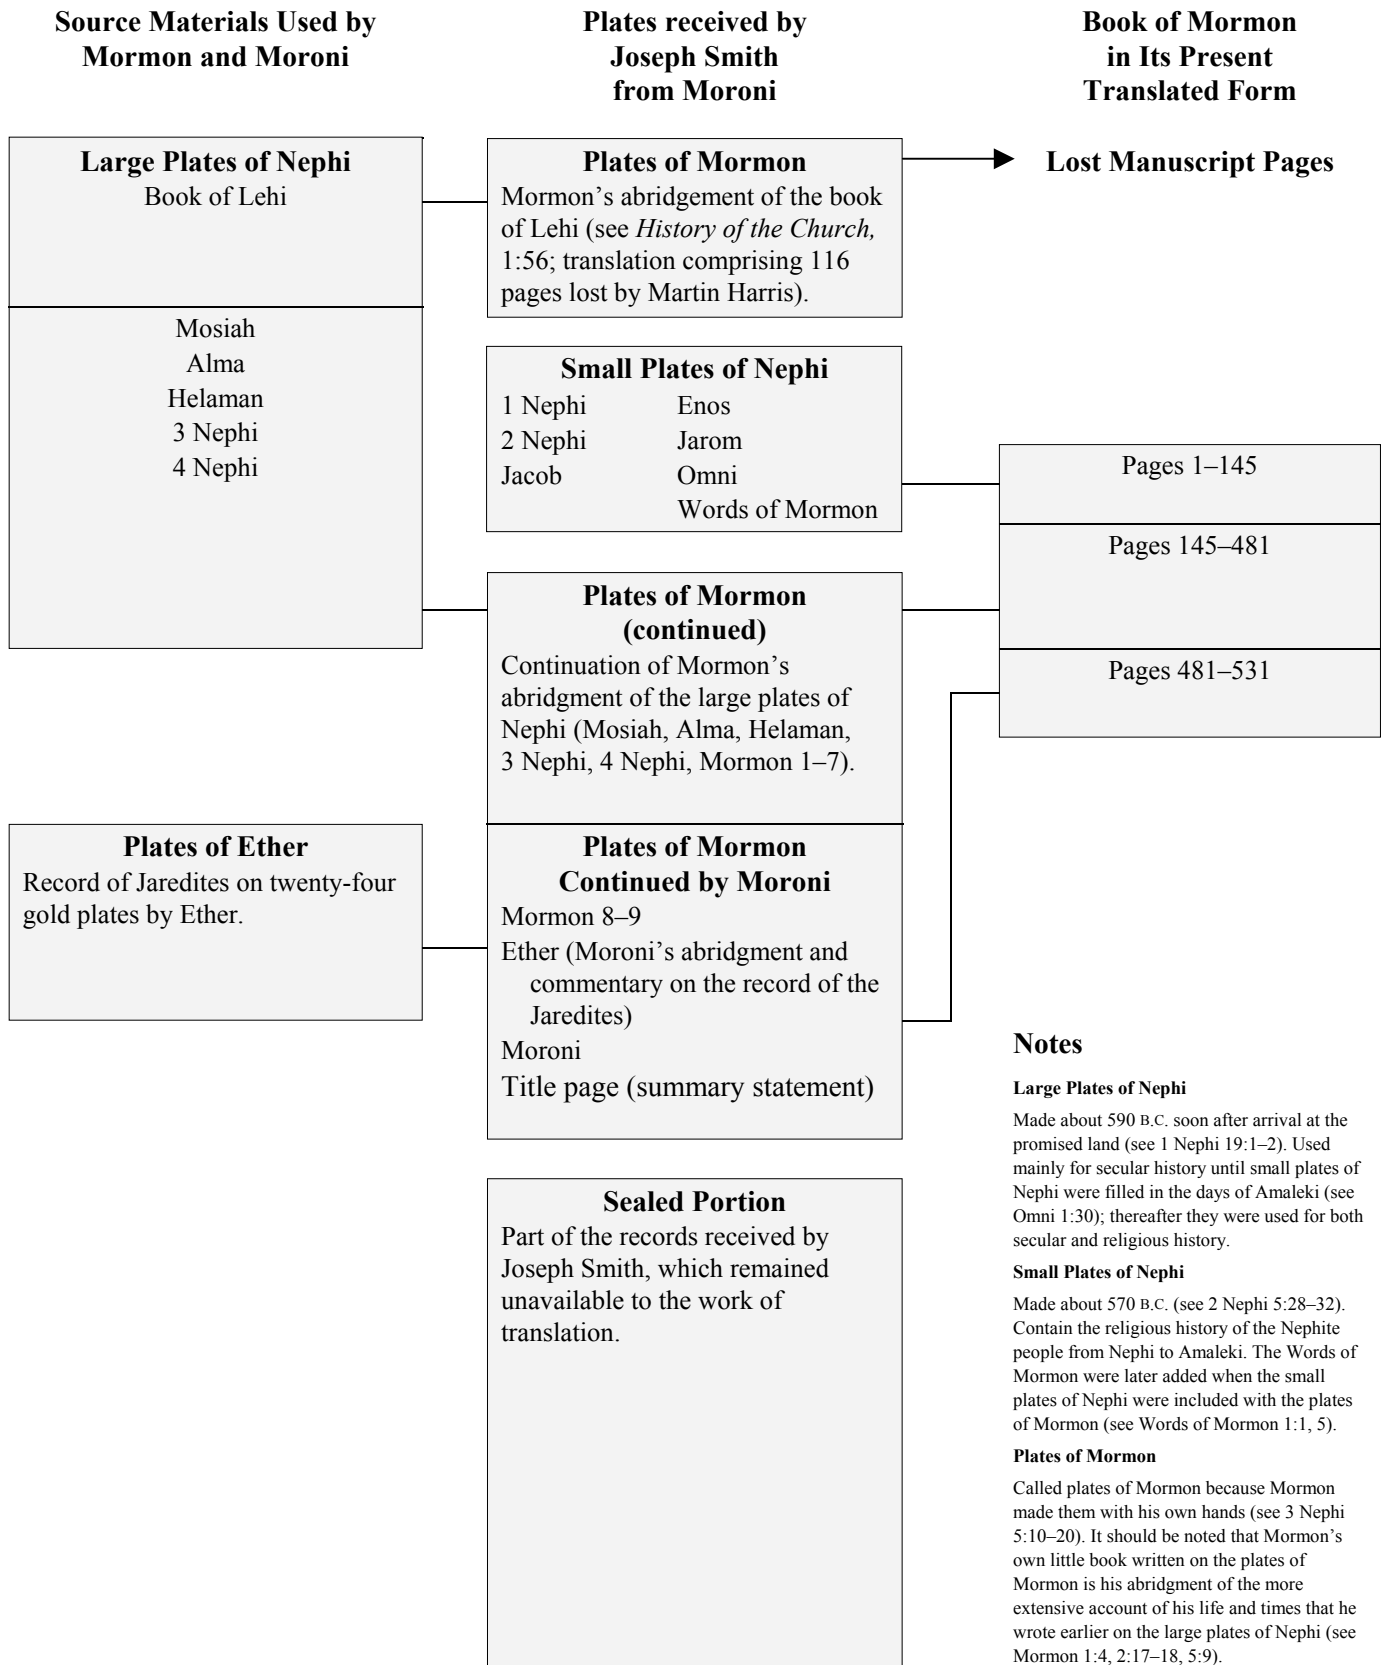 Source Materials Used by
Mormon and Moroni
Plates received by
Joseph Smith
from Moroni
Book of Mormon
in Its Present
Translated Form
Large Plates of Nephi
Book of Lehi
Mosiah
Alma
Helaman
3 Nephi
4 Nephi
Plates of Ether
Record of Jaredites on twenty-four
gold plates by Ether.
Plates of Mormon
Mormon’s abridgement of the book
of Lehi (see History of the Church,
1:56; translation comprising 116
pages lost by Martin Harris).
Small Plates of Nephi
1 Nephi Enos
2 Nephi Jarom
Jacob Omni
Words of Mormon
Plates of Mormon
(continued)
Continuation of Mormon’s
abridgment of the large plates of
Nephi (Mosiah, Alma, Helaman,
3 Nephi, 4 Nephi, Mormon 1–7).
Plates of Mormon
Continued by Moroni
Mormon 8–9
Ether (Moroni’s abridgment and
commentary on the record of the
Jaredites)
Moroni
Title page (summary statement)
Sealed Portion
Part of the records received by
Joseph Smith, which remained
unavailable to the work of
translation.
Lost Manuscript Pages
Pages 1–145
Pages 145–481
Pages 481–531
Notes
Large Plates of Nephi
Made about 590 B.C. soon after arrival at the
promised land (see 1 Nephi 19:1–2). Used
mainly for secular history until small plates of
Nephi were filled in the days of Amaleki (see
Omni 1:30); thereafter they were used for both
secular and religious history.
Small Plates of Nephi
Made about 570 B.C. (see 2 Nephi 5:28–32).
Contain the religious history of the Nephite
people from Nephi to Amaleki. The Words of
Mormon were later added when the small
plates of Nephi were included with the plates
of Mormon (see Words of Mormon 1:1, 5).
Plates of Mormon
Called plates of Mormon because Mormon
made them with his own hands (see 3 Nephi
5:10–20). It should be noted that Mormon’s
own little book written on the plates of
Mormon is his abridgment of the more
extensive account of his life and times that he
wrote earlier on the large plates of Nephi (see
Mormon 1:4, 2:17–18, 5:9).